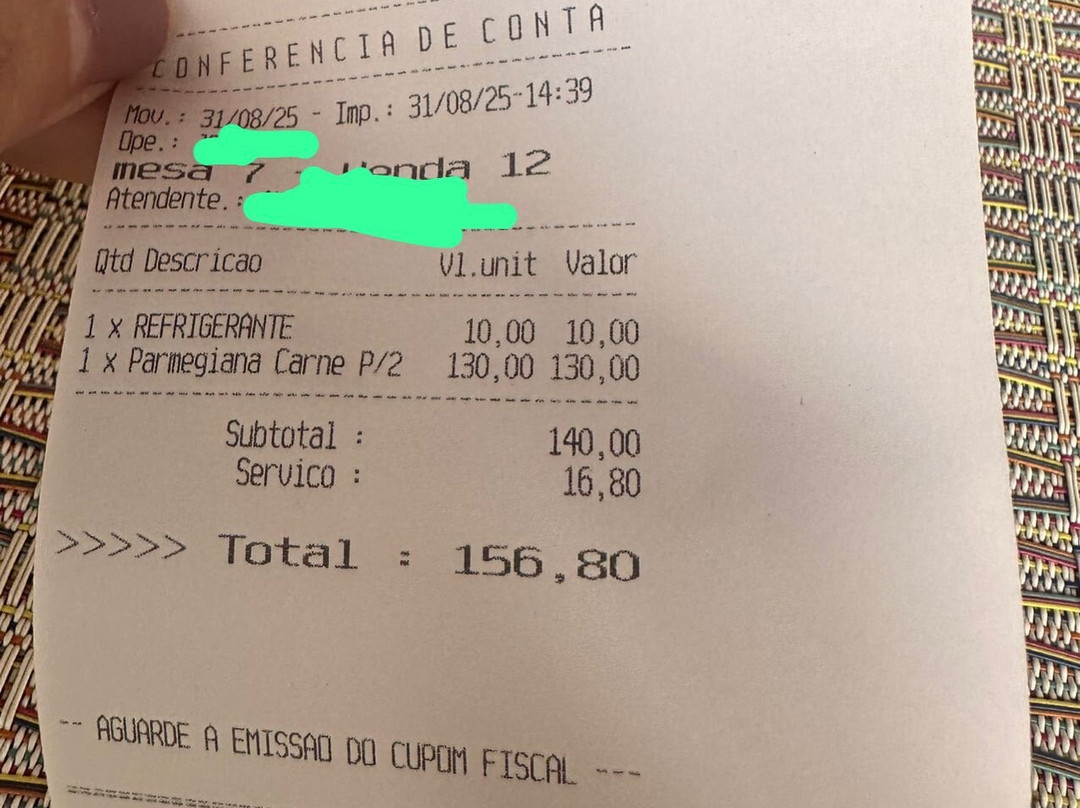 CONFERENCIA DE CONTA
Mov.: 31/08/25 - Imp.: 31/08/25-14:39
Ope.:
mesa 7 - Venda 12
Atendente.:
Qtd Descricao Vl.unit Valor
1 x REFRIGERANTE 10,00 10,00
1 x Parmegiana Carne P/2 130,00 130,00
Subtotal : 140,00
Servico : 16,80
>>>>> Total : 156,80
-- AGUARDE A EMISSAO DO CUPOM FISCAL ---